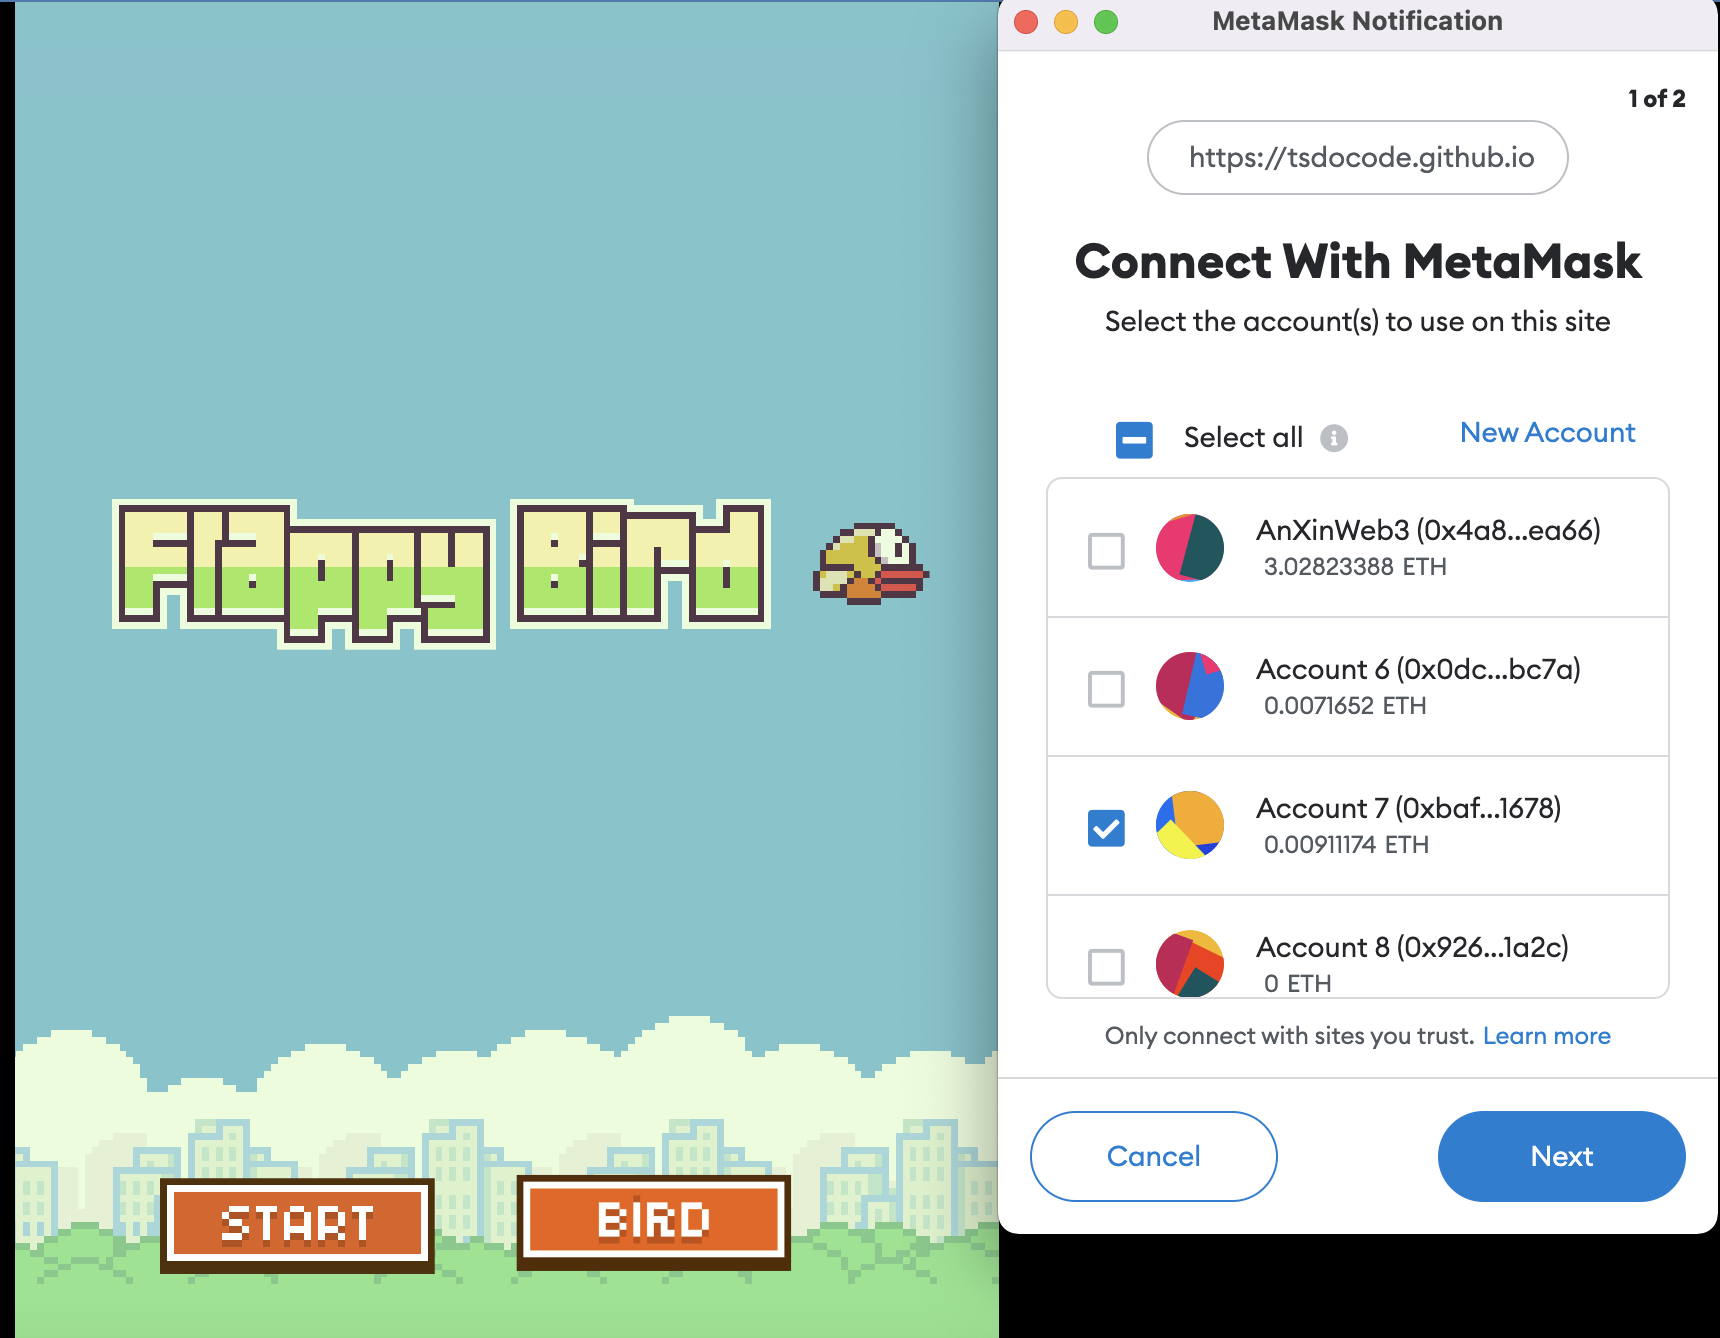 Flappy Bird
START
BIRD
MetaMask Notification
1 of 2
https://tsdocode.github.io
Connect With MetaMask
Select the account(s) to use on this site
Select all
New Account
AnXinWeb3 (0x4a8...ea66)
3.02823388 ETH
Account 6 (0x0dc...bc7a)
0.0071652 ETH
Account 7 (0xbaf...1678)
0.00911174 ETH
Account 8 (0x926...1a2c)
0 ETH
Only connect with sites you trust. Learn more
Cancel
Next